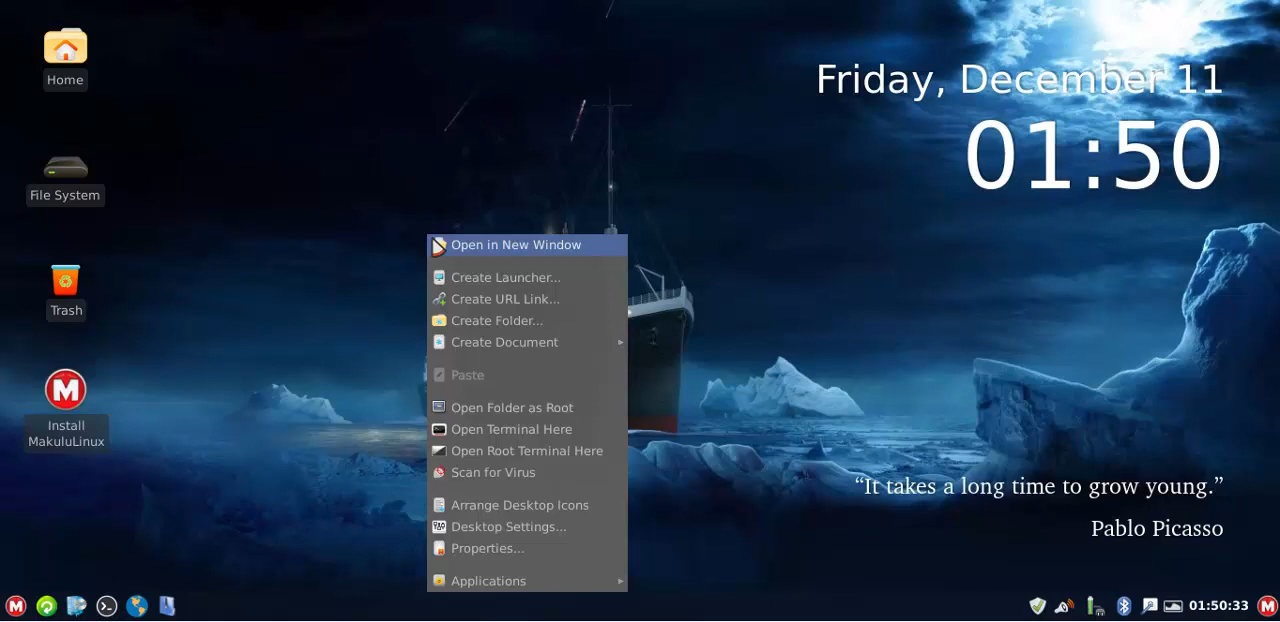 Home
File System
Trash
M
Install
MakuluLinux
Friday, December 11
01:50
Open in New Window
Create Launcher...
Create URL Link...
Create Folder...
Create Document
Paste
Open Folder as Root
Open Terminal Here
Open Root Terminal Here
Scan for Virus
Arrange Desktop Icons
Desktop Settings...
Properties...
Applications
“It takes a long time to grow young.”
Pablo Picasso
M
01:50:33
M